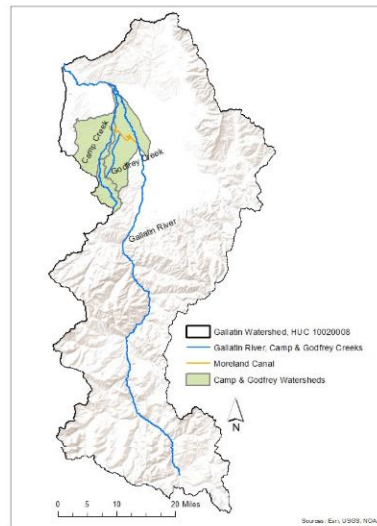 Camp Creek
Godfrey Creek
Gallatin River
Gallatin Watershed, HUC 10020008
Gallatin River, Camp & Godfrey Creeks
Moreland Canal
Camp & Godfrey Watersheds
N
0 5 10 20 Miles
Sources: Esri, USGS, NOAA